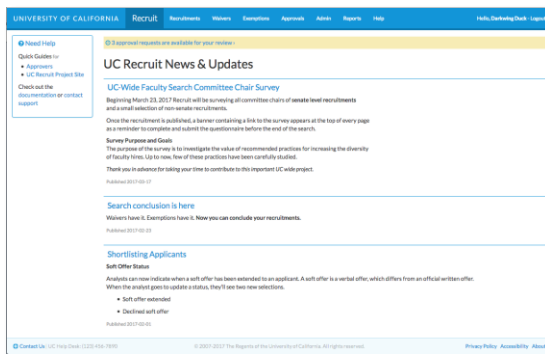 UNIVERSITY OF CALIFORNIA Recruit Recruitments Waivers Exemptions Approvals Admin Reports Help Hello, Darkwing Duck - Logout
Need Help
Quick Guides for
Approvers
UC Recruit Project Site
Check out the
documentation or contact
support
3 approval requests are available for your review ›
UC Recruit News & Updates
UC-Wide Faculty Search Committee Chair Survey
Beginning March 23, 2017 Recruit will be surveying all committee chairs of senate level recruitments
and a small selection of non-senate recruitments.
Once the recruitment is published, a banner containing a link to the survey appears at the top of every page
as a reminder to complete and submit the questionnaire before the end of the search.
Survey Purpose and Goals
The purpose of the survey is to investigate the value of recommended practices for increasing the diversity
of faculty hires. Up to now, few of these practices have been carefully studied.
Thank you in advance for taking your time to contribute to this important UC wide project.
Published 2017-03-17
Search conclusion is here
Waivers have it. Exemptions have it. Now you can conclude your recruitments.
Published 2017-02-23
Shortlisting Applicants
Soft Offer Status
Analysts can now indicate when a soft offer has been extended to an applicant. A soft offer is a verbal offer, which differs from an official written offer.
When the analyst goes to update a status, they'll see two new selections.
Soft offer extended
Declined soft offer
Published 2017-02-01
Contact Us: UC Help Desk: (123) 456-7890 © 2007-2017 The Regents of the University of California. All rights reserved. Privacy Policy Accessibility About